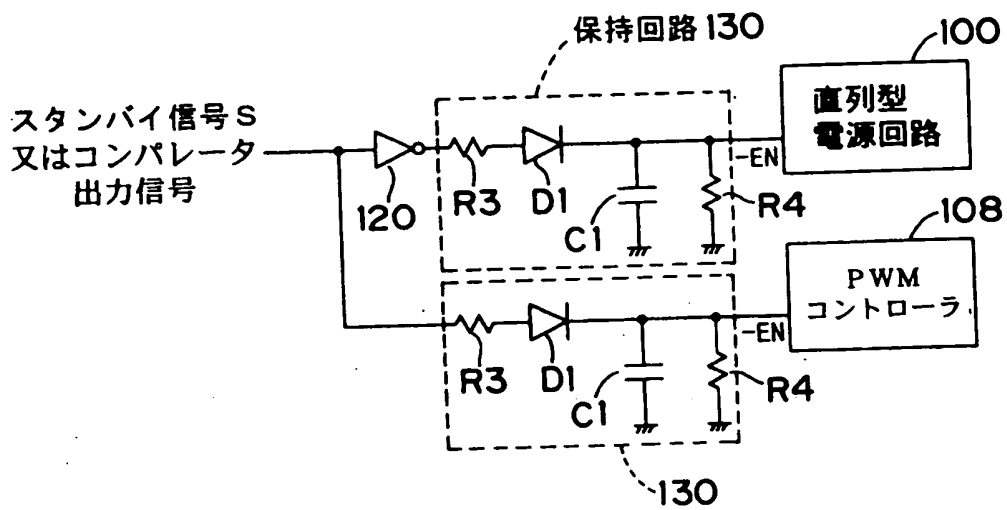 保持回路 130
100
直列型
電源回路
スタンバイ信号S
又はコンパレータ
出力信号
120
R3
D1
C1
-EN
R4
108
PWM
コントローラ
R3
D1
C1
-EN
R4
130